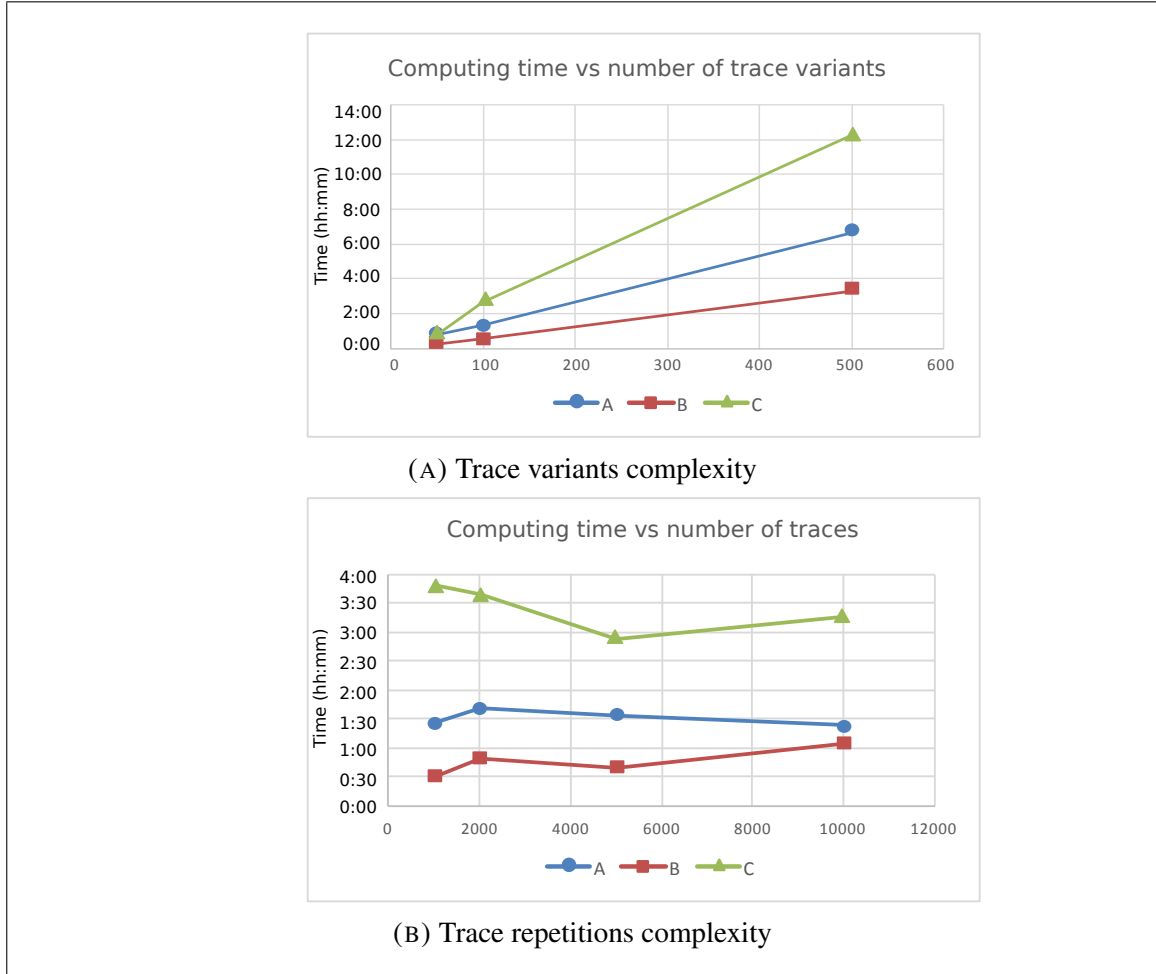 Computing time vs number of trace variants
Time (hh:mm)
14:00
12:00
10:00
8:00
6:00
4:00
2:00
0:00
0 100 200 300 400 500 600
A B C
(A) Trace variants complexity
Computing time vs number of traces
Time (hh:mm)
4:00
3:30
3:00
2:30
2:00
1:30
1:00
0:30
0:00
0 2000 4000 6000 8000 10000 12000
A B C
(B) Trace repetitions complexity